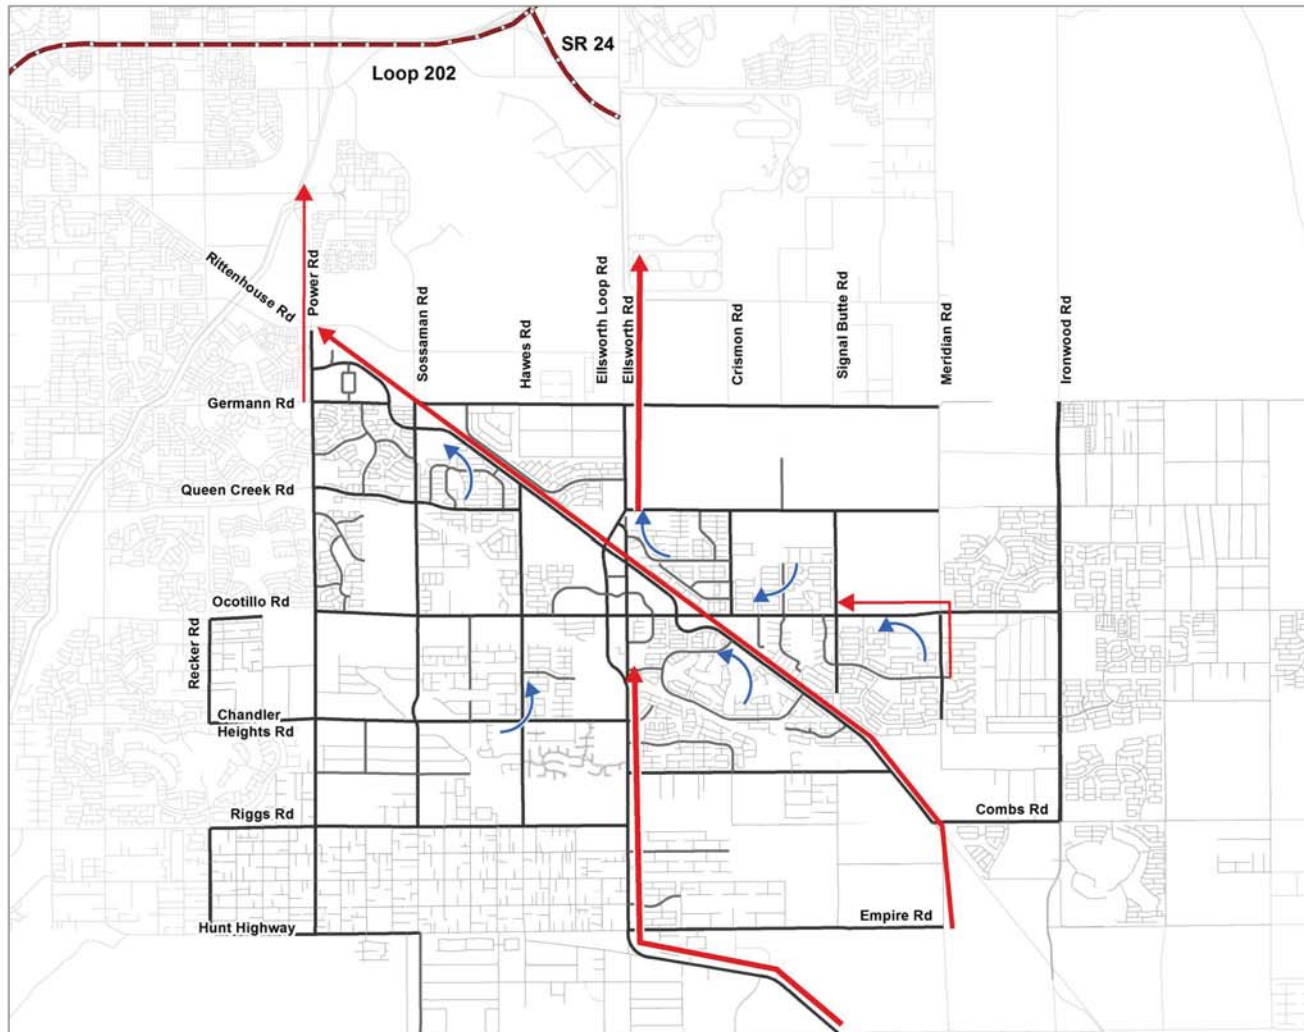 SR 24
Loop 202
Rittenhouse Rd
Power Rd
Sossaman Rd
Hawes Rd
Ellsworth Loop Rd
Ellsworth Rd
Crismon Rd
Signal Butte Rd
Meridian Rd
Ironwood Rd
Germann Rd
Queen Creek Rd
Ocotillo Rd
Recker Rd
Chandler
Heights Rd
Riggs Rd
Combs Rd
Empire Rd
Hunt Highway